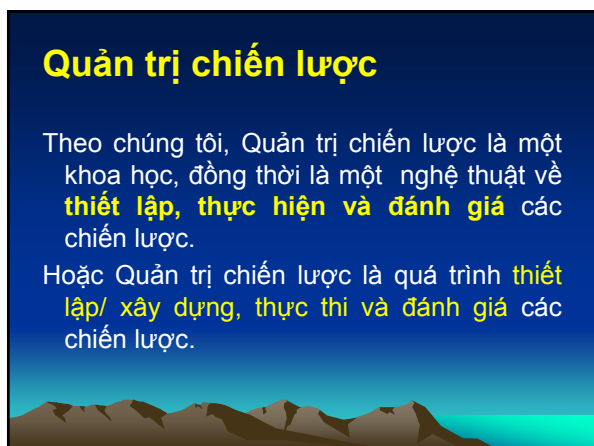 Quản trị chiến lược
Theo chúng tôi, Quản trị chiến lược là một
khoa học, đồng thời là một nghệ thuật về
thiết lập, thực hiện và đánh giá các
chiến lược.
Hoặc Quản trị chiến lược là quá trình thiết
lập/ xây dựng, thực thi và đánh giá các
chiến lược.